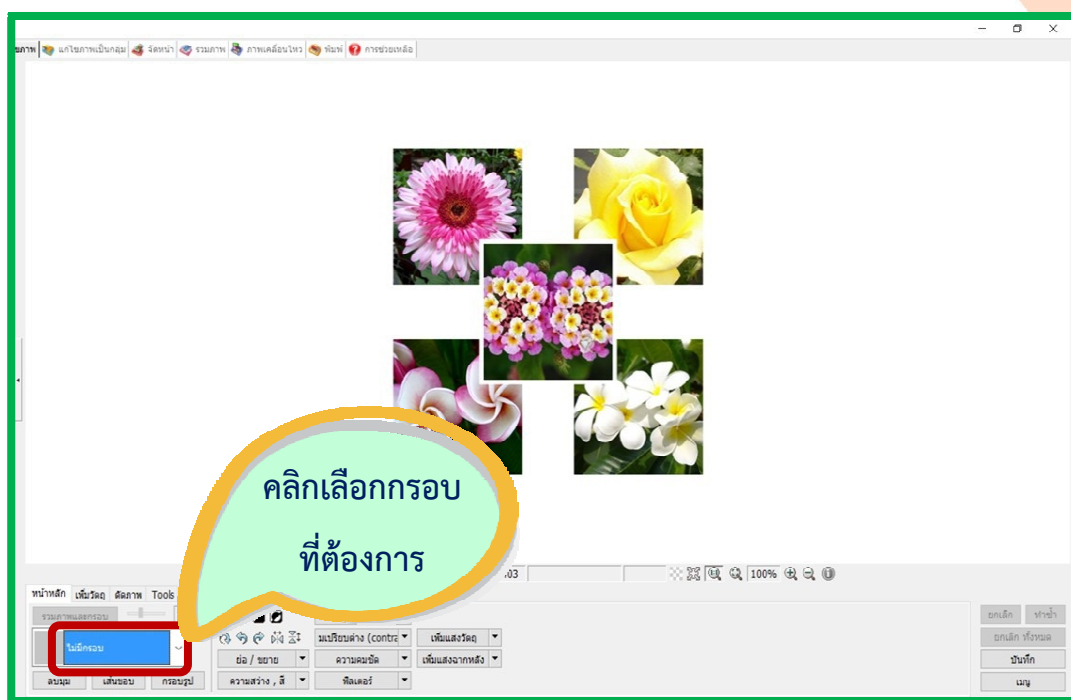 แก้ไขภาพเป็นกลุ่ม จัดหน้า รวมภาพ ภาพเคลื่อนไหว พิมพ์ การช่วยเหลือ
คลิกเลือกกรอบ
ที่ต้องการ
100%
หน้าหลัก เพิ่มวัตถุ ตัดภาพ Tools
รวมภาพและกรอบ
ยกเลิก ทำซ้ำ
ไม่มีกรอบ
มเปรียบต่าง (contra เพิ่มแสงวัตถุ
ยกเลิก ทั้งหมด
ย่อ / ขยาย ความคมชัด เพิ่มแสงฉากหลัง
บันทึก
ลบมุม เส้นขอบ กรอบรูป ความสว่าง , สี ฟิลเตอร์
เมนู